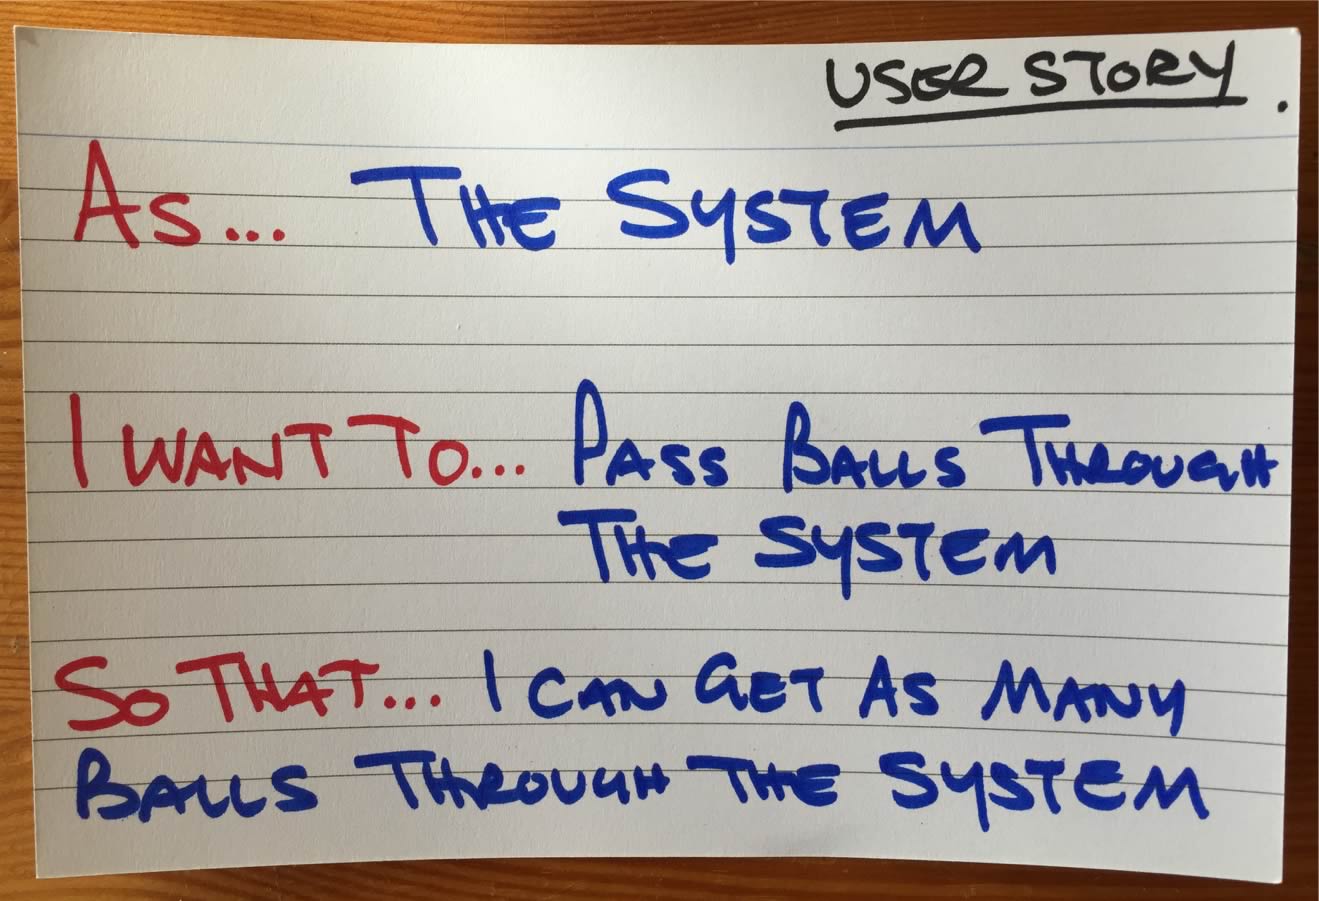 USER STORY.
As... THE SYSTEM
I WANT TO... PASS BALLS THROUGH
THE SYSTEM
SO THAT... I CAN GET AS MANY
BALLS THROUGH THE SYSTEM